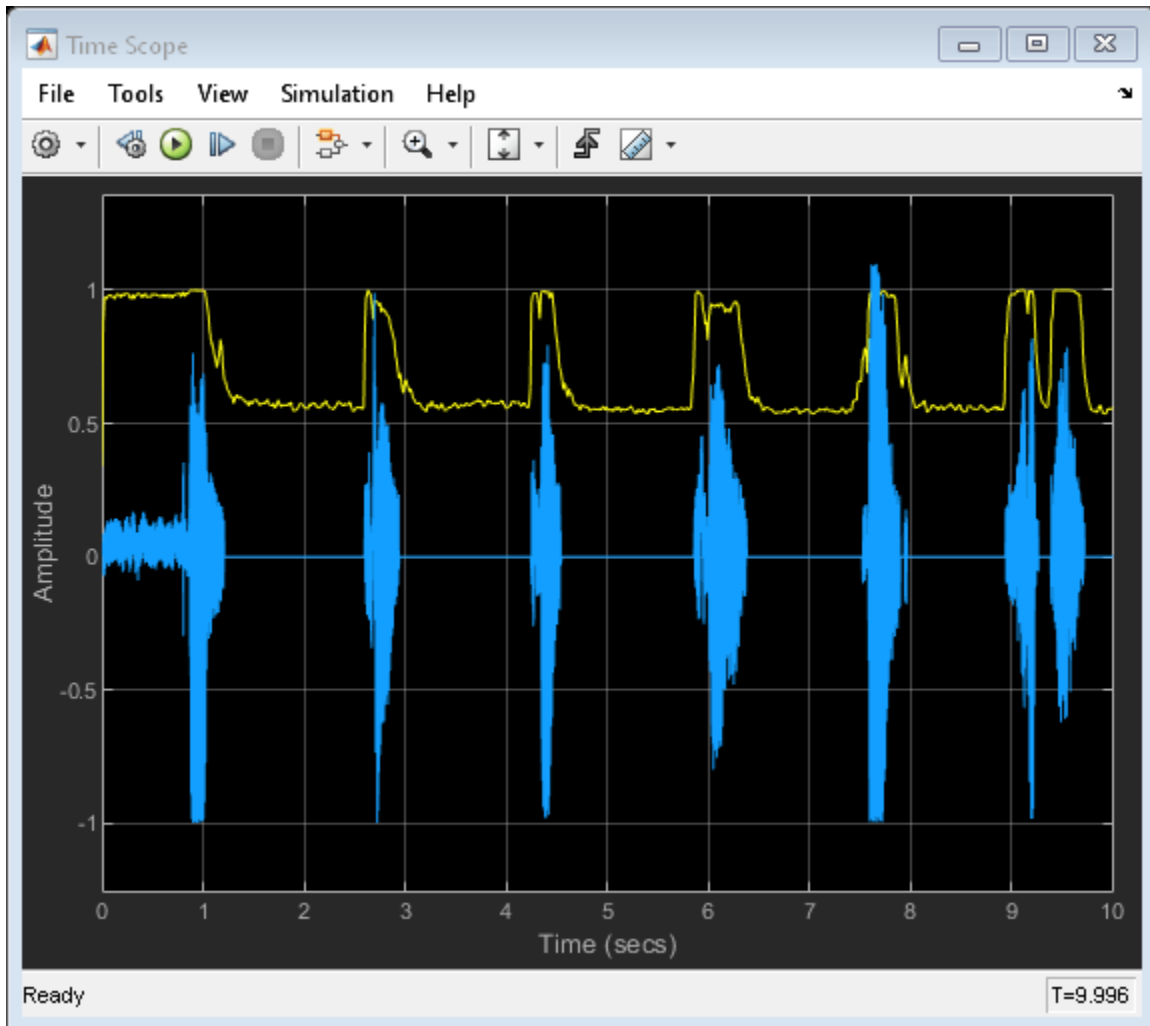 Time Scope
File Tools View Simulation Help
1
0.5
0
-0.5
-1
Amplitude
0 1 2 3 4 5 6 7 8 9 10
Time (secs)
Ready T=9.996